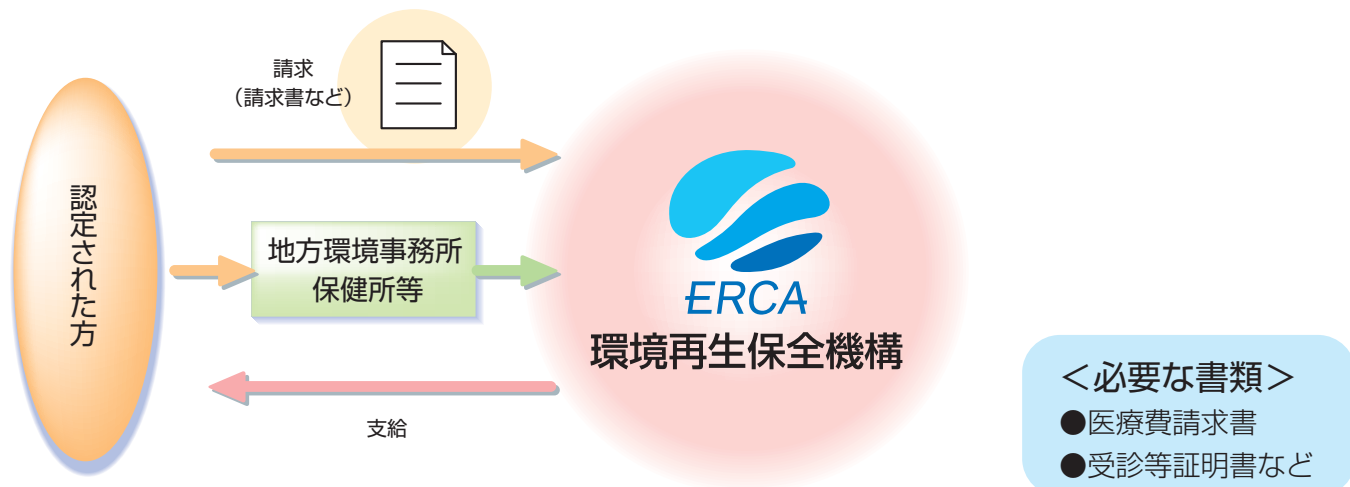 請求
（請求書など）
認定された方
地方環境事務所
保健所等
ERCA
環境再生保全機構
支給
＜必要な書類＞
●医療費請求書
●受診等証明書など